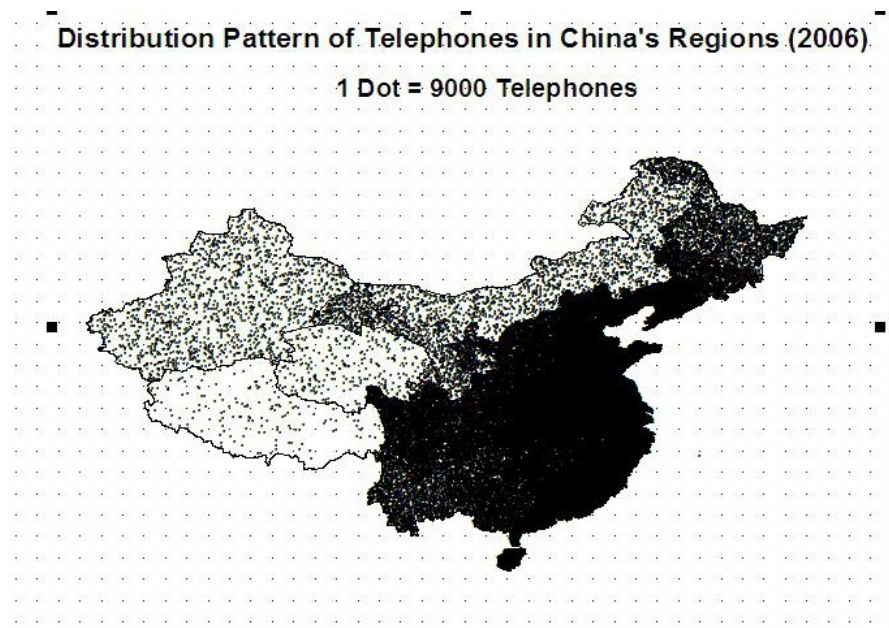 Distribution Pattern of Telephones in China's Regions (2006)
1 Dot = 9000 Telephones